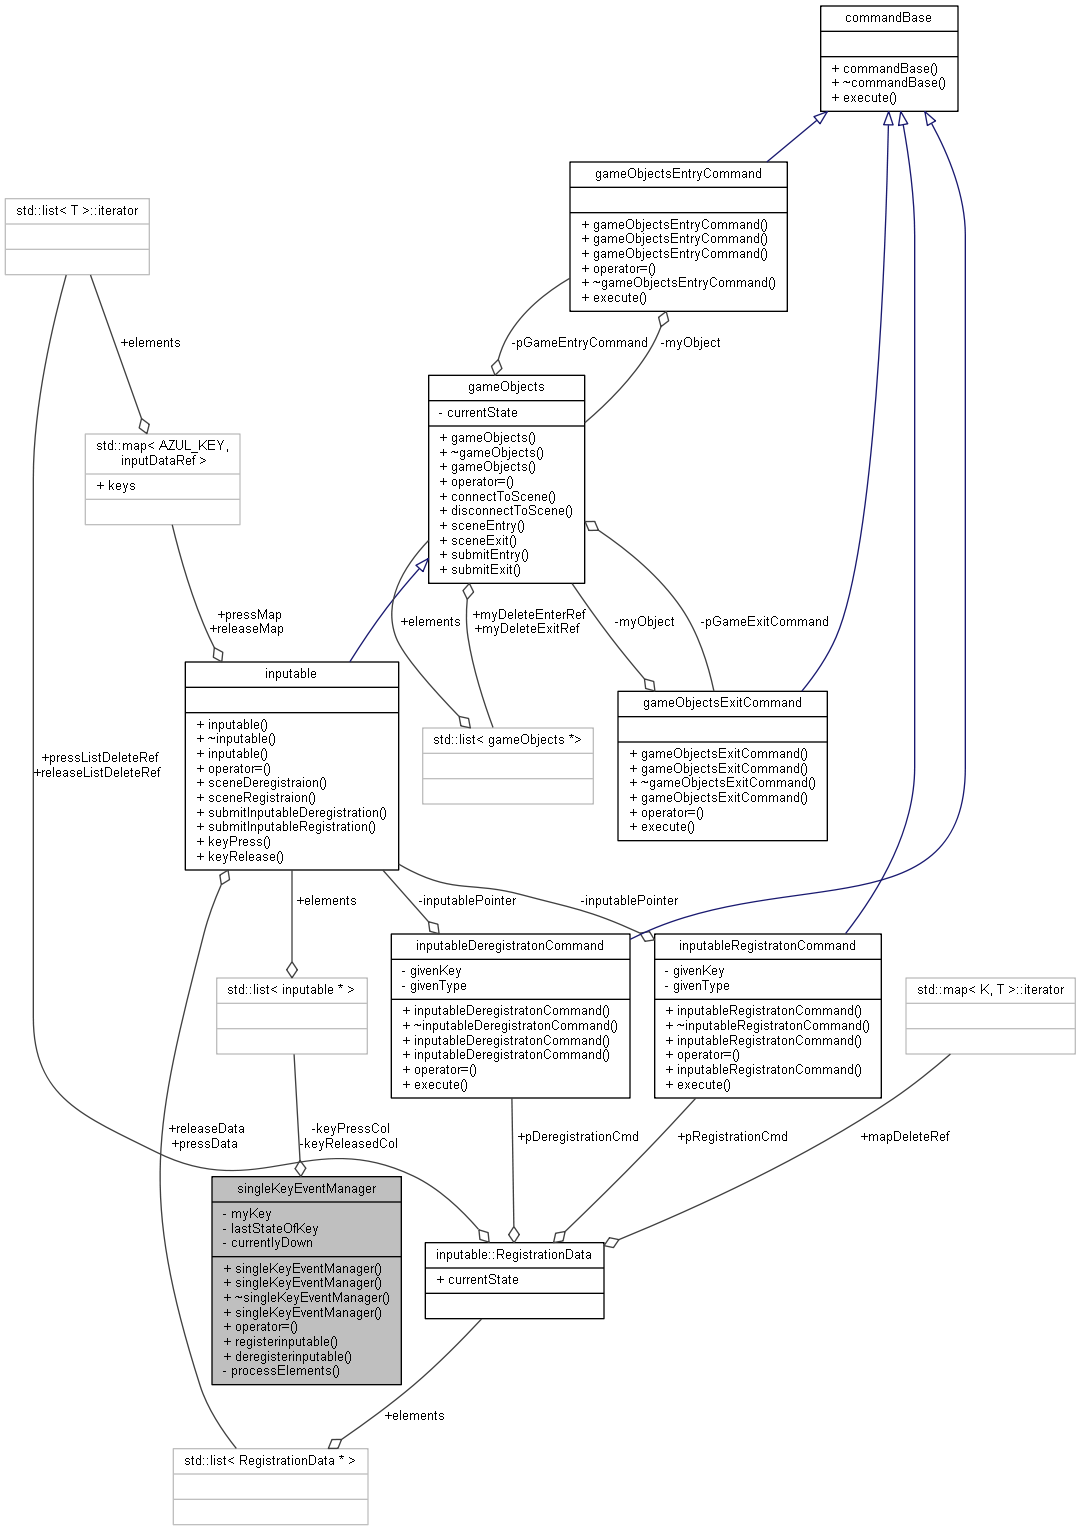 commandBase
+ commandBase()
+ ~commandBase()
+ execute()
gameObjectsEntryCommand
+ gameObjectsEntryCommand()
+ gameObjectsEntryCommand()
+ gameObjectsEntryCommand()
+ operator=()
+ ~gameObjectsEntryCommand()
+ execute()
std::list< T >::iterator
+elements
-pGameEntryCommand
-myObject
gameObjects
- currentState
+ gameObjects()
+ ~gameObjects()
+ gameObjects()
+ operator=()
+ connectToScene()
+ disconnectToScene()
+ sceneEntry()
+ sceneExit()
+ submitEntry()
+ submitExit()
std::map< AZUL_KEY,
inputDataRef >
+ keys
+pressMap
+releaseMap
+elements
+myDeleteEnterRef
+myDeleteExitRef
-myObject
-pGameExitCommand
inputable
+ inputable()
+ ~inputable()
+ inputable()
+ operator=()
+ sceneDeregistraion()
+ sceneRegistraion()
+ submitInputableDeregistration()
+ submitInputableRegistration()
+ keyPress()
+ keyRelease()
gameObjectsExitCommand
+ gameObjectsExitCommand()
+ gameObjectsExitCommand()
+ ~gameObjectsExitCommand()
+ gameObjectsExitCommand()
+ operator=()
+ execute()
std::list< gameObjects *>
+pressListDeleteRef
+releaseListDeleteRef
+elements
-inputablePointer
-inputablePointer
std::list< inputable * >
inputableDeregistratonCommand
- givenKey
- givenType
+ inputableDeregistratonCommand()
+ ~inputableDeregistratonCommand()
+ inputableDeregistratonCommand()
+ inputableDeregistratonCommand()
+ operator=()
+ execute()
inputableRegistratonCommand
- givenKey
- givenType
+ inputableRegistratonCommand()
+ ~inputableRegistratonCommand()
+ inputableRegistratonCommand()
+ operator=()
+ inputableRegistratonCommand()
+ execute()
std::map< K, T >::iterator
+releaseData
+pressData
-keyPressCol
-keyReleasedCol
+pDeregistrationCmd
+pRegistrationCmd
+mapDeleteRef
singleKeyEventManager
- myKey
- lastStateOfKey
- currentlyDown
+ singleKeyEventManager()
+ singleKeyEventManager()
+ ~singleKeyEventManager()
+ singleKeyEventManager()
+ operator=()
+ registerinputable()
+ deregisterinputable()
- processElements()
inputable::RegistrationData
+ currentState
+elements
std::list< RegistrationData * >